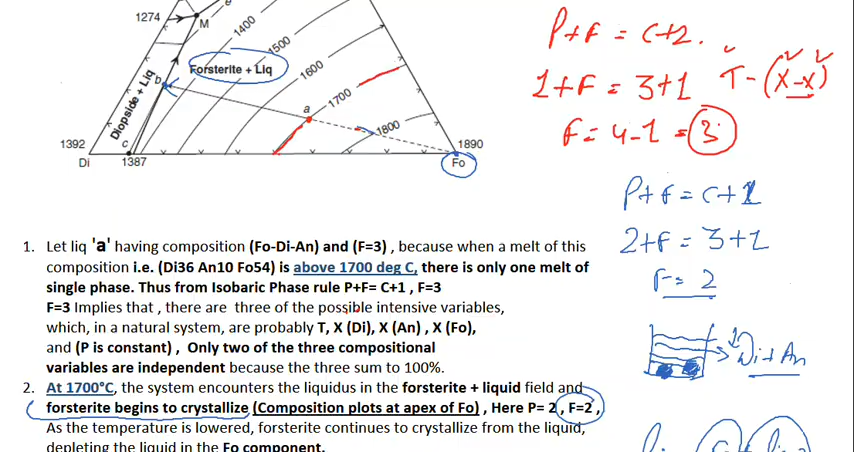 1274
M
1400
1500
1600
1700
1800
Forsterite + Liq
Diopside + Liq
b
a
c
1392
1890
Di
1387
Fo
P+F = C+2.
1+F = 3+1 T - (X-X)
F = 4-1 = 3
P+F = C+1
2+F = 3+1
F = 2
Di + An
1. Let liq 'a' having composition (Fo-Di-An) and (F=3) , because when a melt of this
composition i.e. (Di36 An10 Fo54) is above 1700 deg C, there is only one melt of
single phase. Thus from Isobaric Phase rule P+F= C+1 , F=3
F=3 Implies that , there are three of the possible intensive variables,
which, in a natural system, are probably T, X (Di), X (An) , X (Fo),
and (P is constant) , Only two of the three compositional
variables are independent because the three sum to 100%.
2. At 1700°C, the system encounters the liquidus in the forsterite + liquid field and
forsterite begins to crystallize (Composition plots at apex of Fo) , Here P= 2 , F=2 ,
As the temperature is lowered, forsterite continues to crystallize from the liquid,
depleting the liquid in the Fo component.